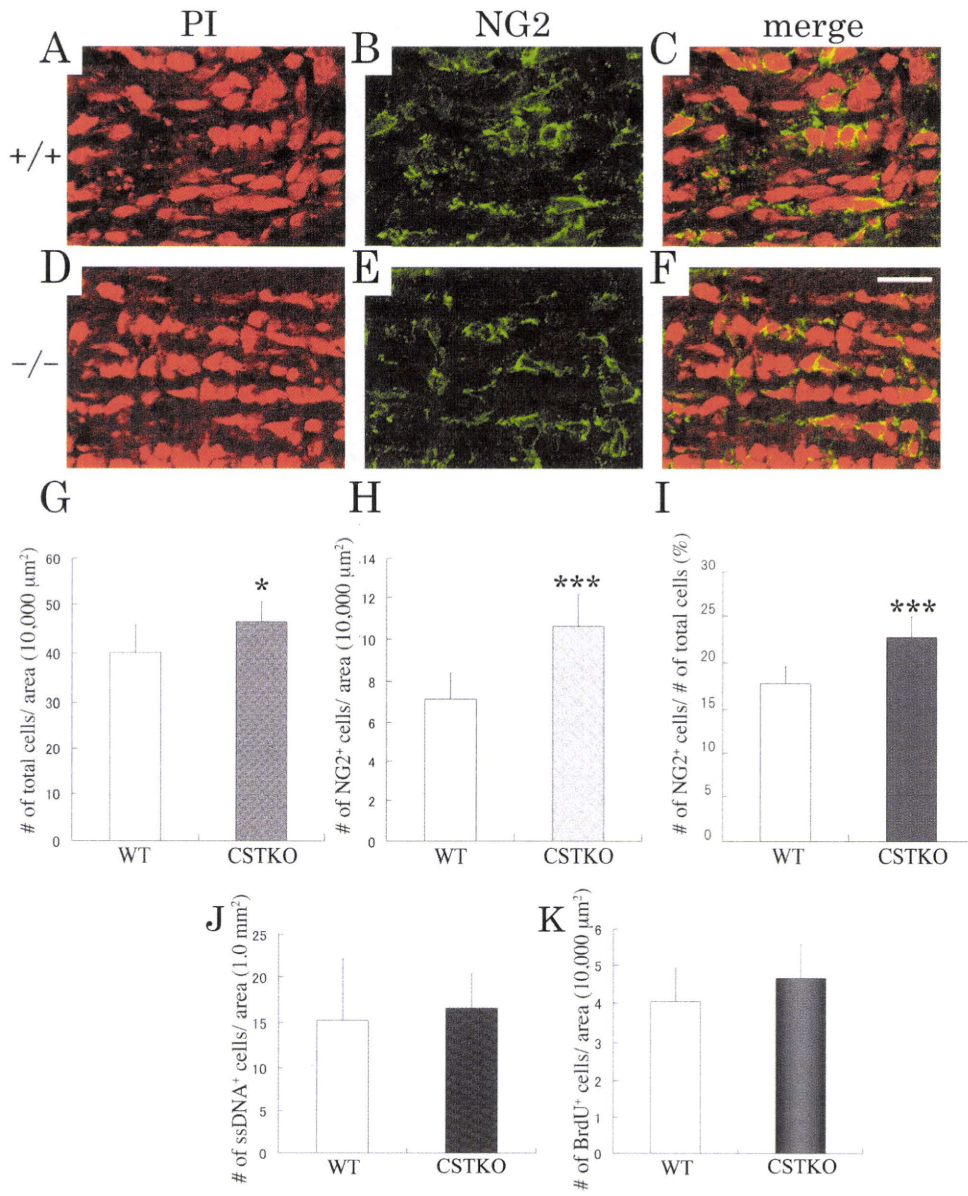 PI NG2 merge
A B C
+/+
D E F
−/−
G H I
# of total cells/ area (10,000 μm²)
60
50
40
30
20
10
0
*
WT CSTKO
# of NG2⁺ cells/ area (10,000 μm²)
14
12
10
8
6
4
2
0
***
WT CSTKO
# of NG2⁺ cells/ # of total cells (%)
30
25
20
15
10
5
0
***
WT CSTKO
J K
# of ssDNA⁺ cells/ area (1.0 mm²)
25
20
15
10
5
0
WT CSTKO
# of BrdU⁺ cells/ area (10,000 μm²)
6
5
4
3
2
1
0
WT CSTKO